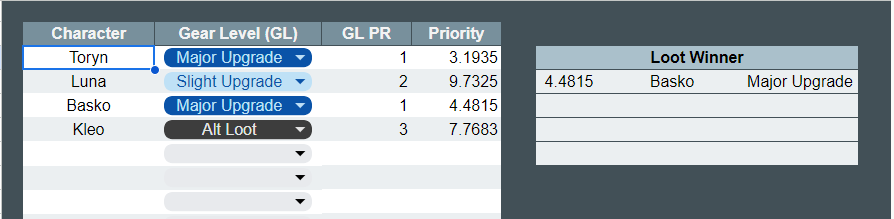 Character Gear Level (GL) GL PR Priority
Toryn Major Upgrade 1 3.1935
Luna Slight Upgrade 2 9.7325
Basko Major Upgrade 1 4.4815
Kleo Alt Loot 3 7.7683
Loot Winner
4.4815 Basko Major Upgrade